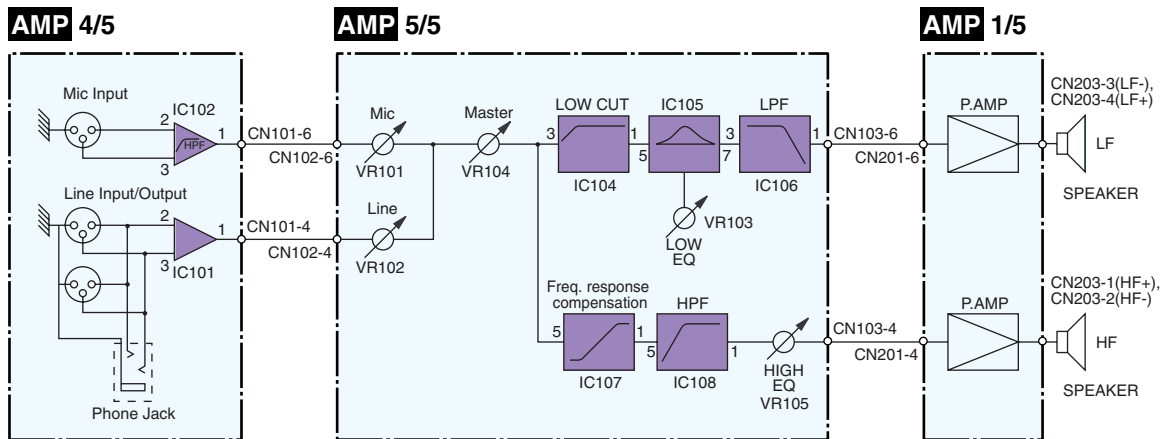 AMP 4/5
AMP 5/5
AMP 1/5
Mic Input
IC102
2
HPF
1
3
CN101-6
CN102-6
Mic
VR101
Master
VR104
LOW CUT
3
1
IC104
IC105
5
3
7
LPF
1
IC106
VR103
LOW
EQ
CN103-6
CN201-6
P.AMP
CN203-3(LF-),
CN203-4(LF+)
LF
SPEAKER
Line Input/Output
2
1
3
IC101
CN101-4
CN102-4
Line
VR102
Phone Jack
Freq. response
compensation
5
1
IC107
HPF
5
1
IC108
HIGH
EQ
VR105
CN103-4
CN201-4
P.AMP
CN203-1(HF+),
CN203-2(HF-)
HF
SPEAKER